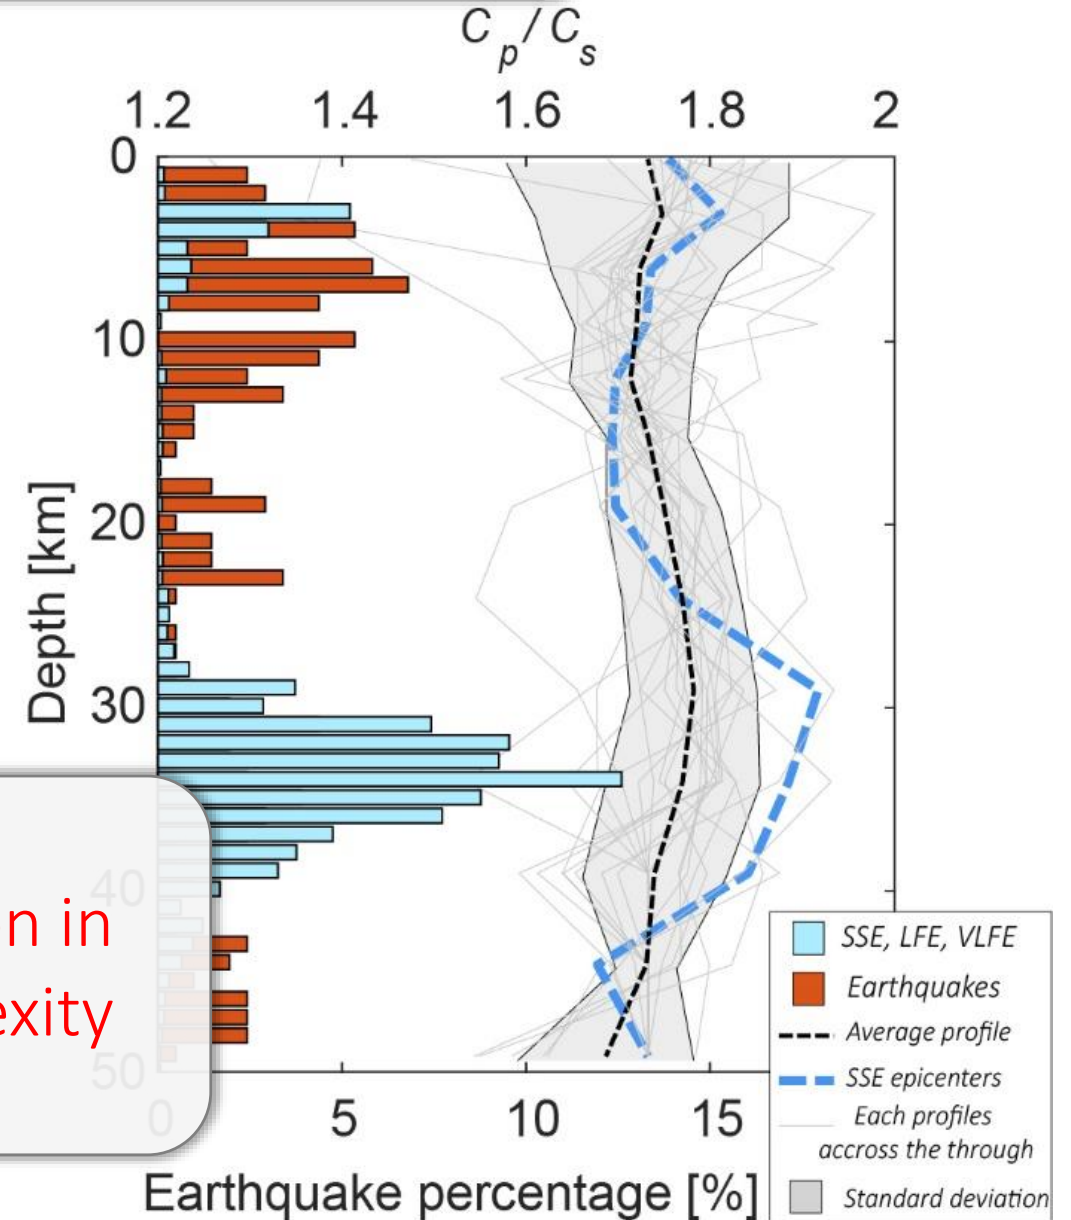 C p / C s
1.2 1.4 1.6 1.8 2
0
10
20
30
40
50
Depth [km]
n in
exity
0 5 10 15
Earthquake percentage [%]
SSE, LFE, VLFE
Earthquakes
Average profile
SSE epicenters
Each profiles
accross the through
Standard deviation